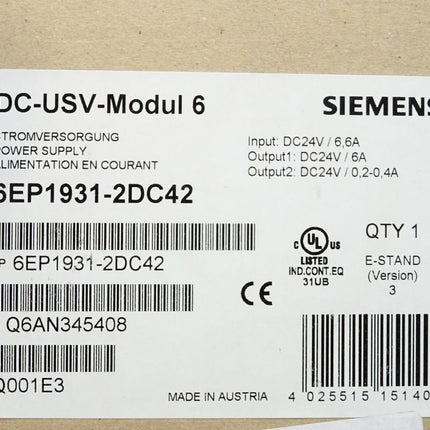 DC-USV-Modul 6
SIEMENS
STROMVERSORGUNG
POWER SUPPLY
ALIMENTATION EN COURANT
6EP1931-2DC42
Input: DC24V / 6,6A
Output1: DC24V / 6A
Output2: DC24V / 0,2-0,4A
P 6EP1931-2DC42
c UL us
LISTED
IND.CONT.EQ
31UB
QTY 1
E-STAND
(Version)
3
CE
Q6AN345408
Q001E3
MADE IN AUSTRIA
4 025515 15140